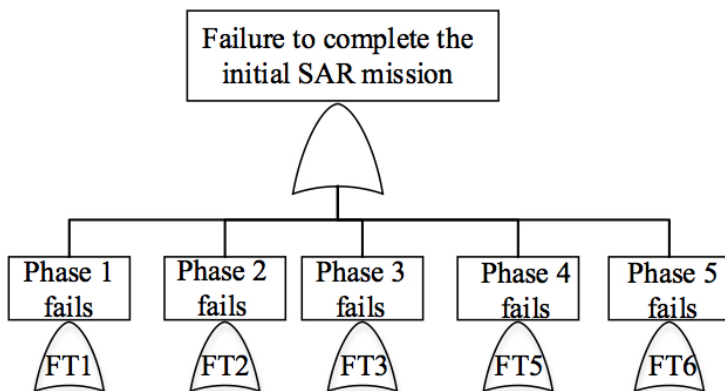 Failure to complete the
initial SAR mission
Phase 1
fails
Phase 2
fails
Phase 3
fails
Phase 4
fails
Phase 5
fails
FT1
FT2
FT3
FT5
FT6